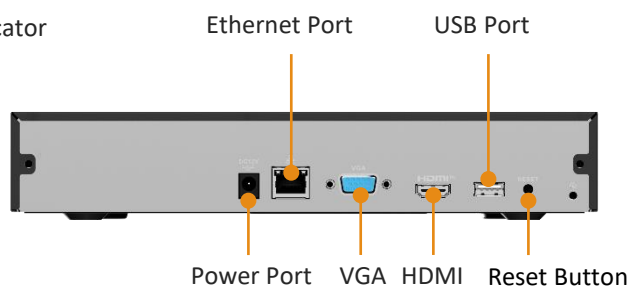 cator
Ethernet Port
USB Port
VGA
HDMI
RESET
Power Port
VGA
HDMI
Reset Button